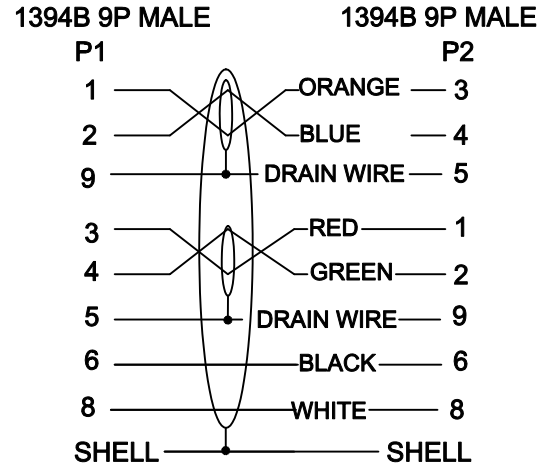 1394B 9P MALE 1394B 9P MALE
P1 P2
1 ORANGE 3
2 BLUE 4
9 DRAIN WIRE 5
3 RED 1
4 GREEN 2
5 DRAIN WIRE 9
6 BLACK 6
8 WHITE 8
SHELL SHELL